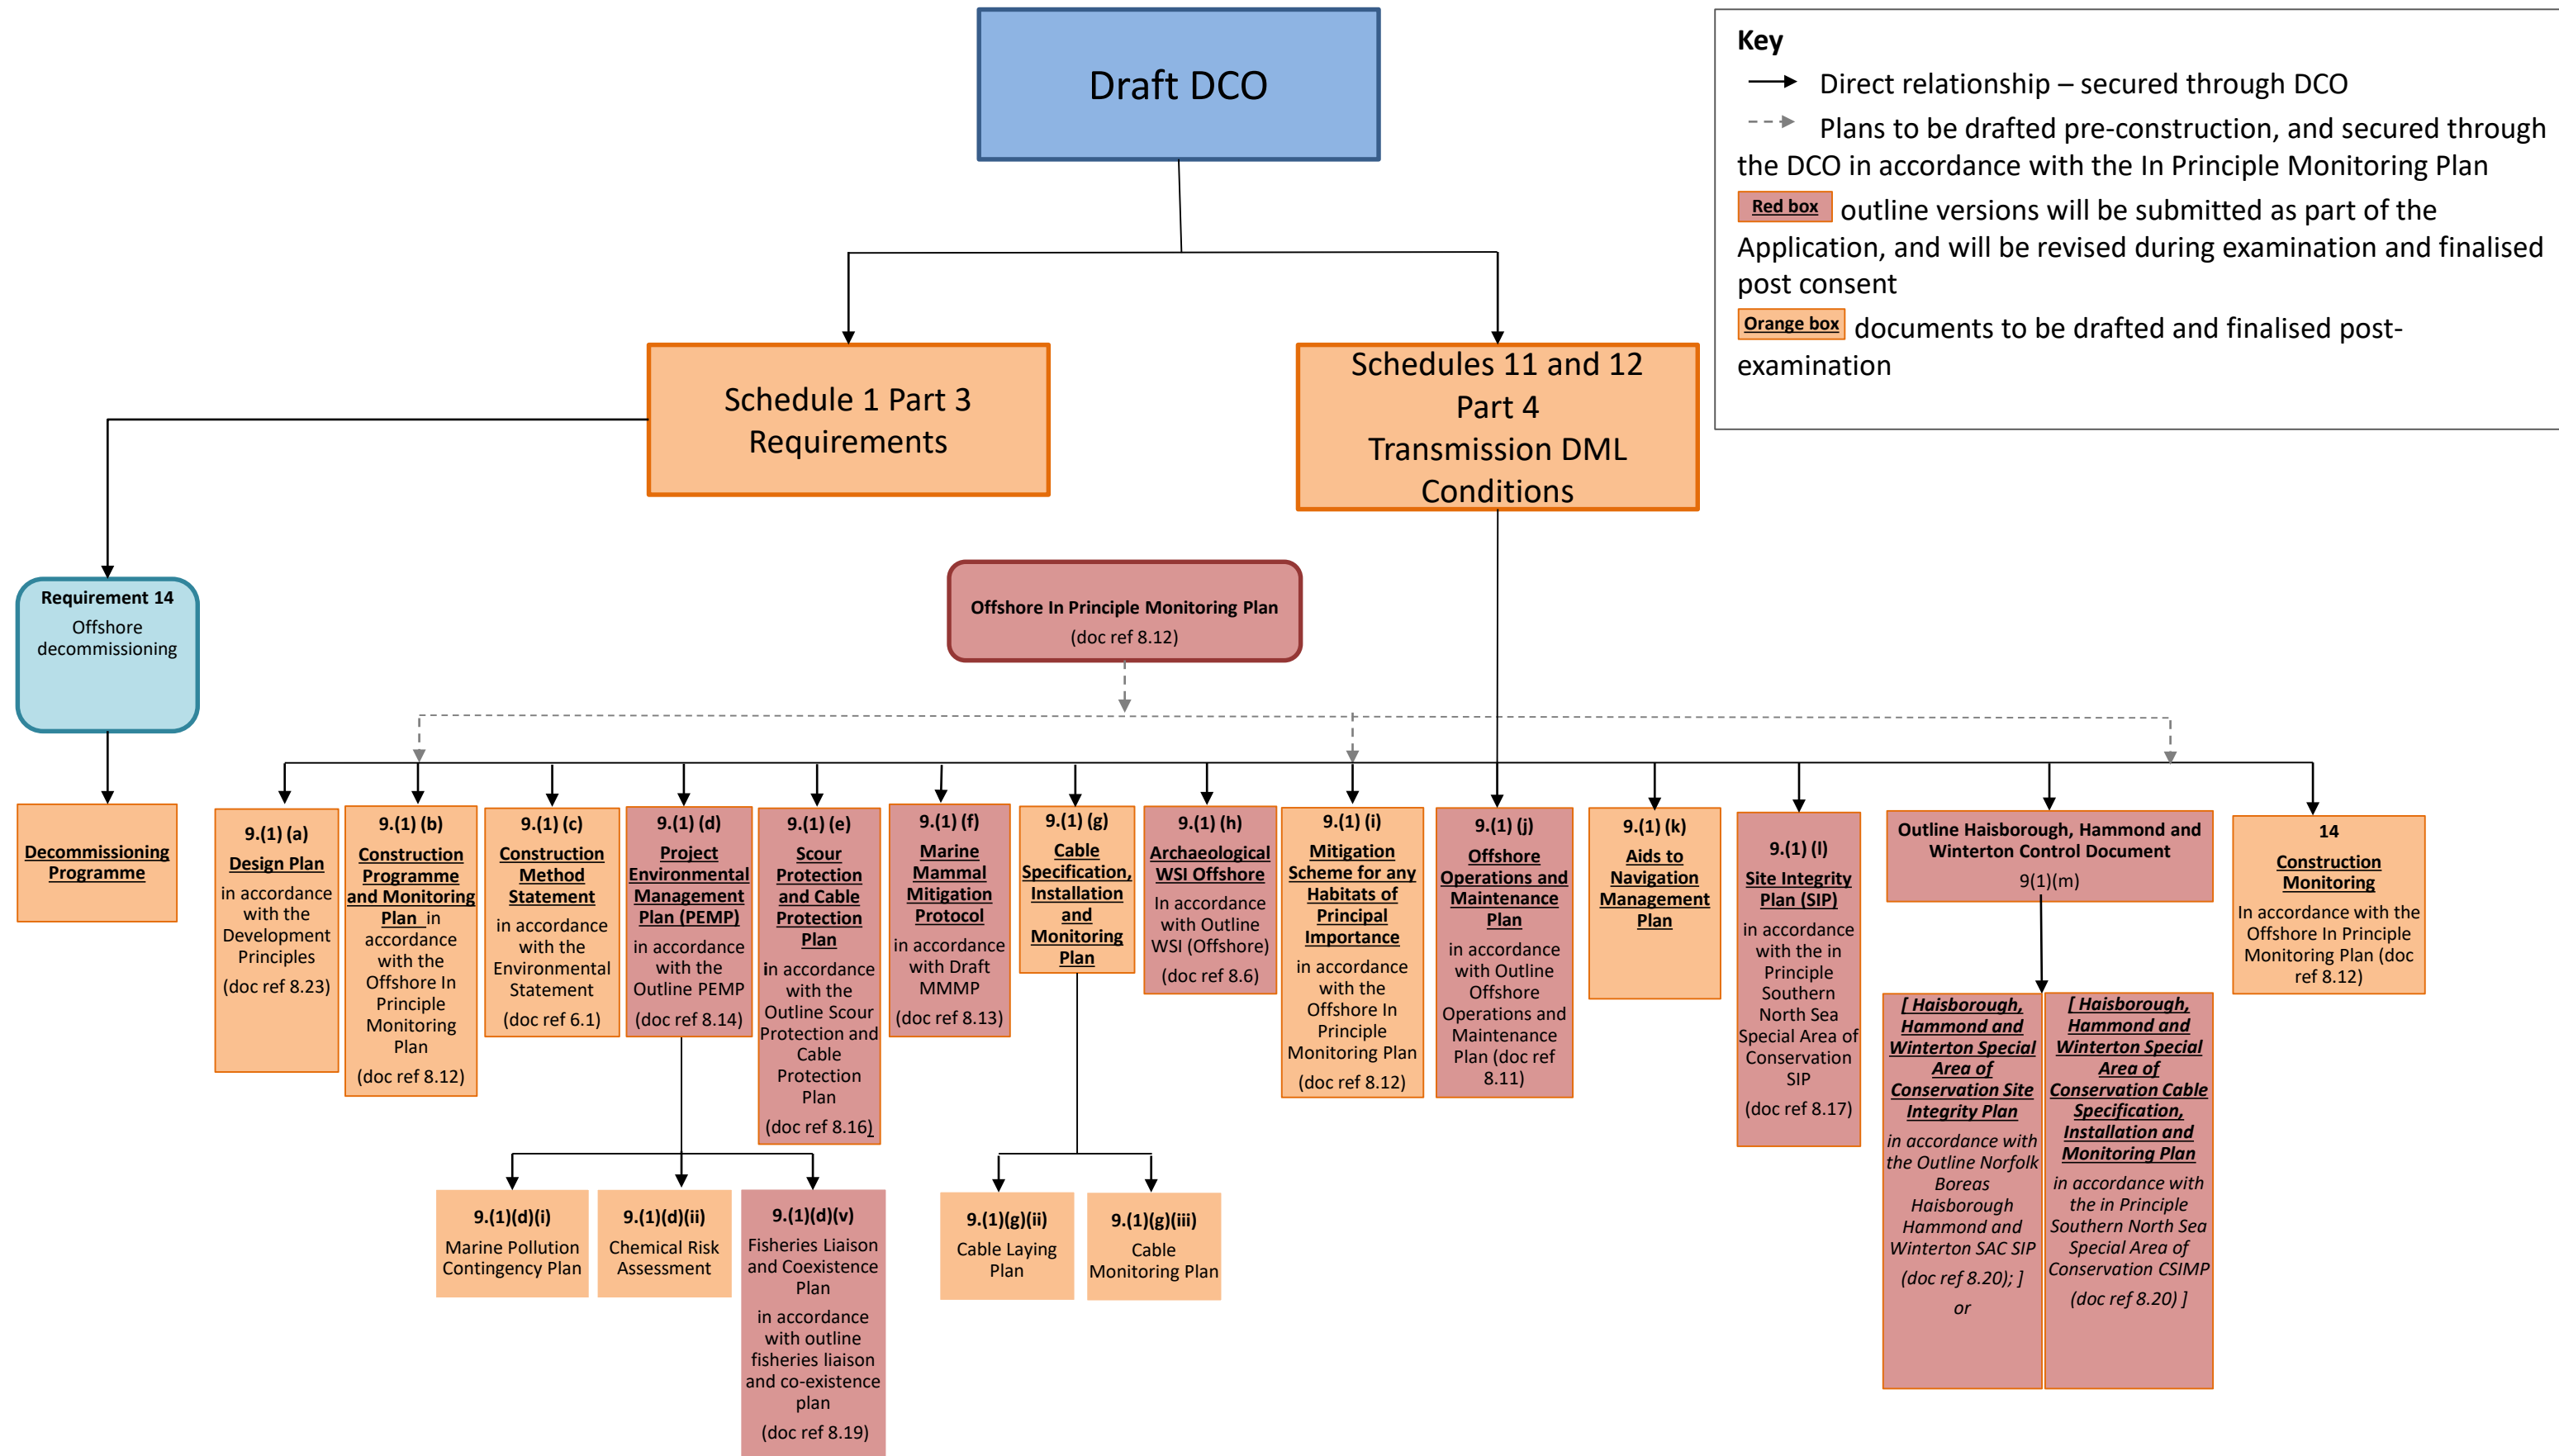 Draft DCO
Key
Direct relationship – secured through DCO
Plans to be drafted pre-construction, and secured through
the DCO in accordance with the In Principle Monitoring Plan
Red box outline versions will be submitted as part of the
Application, and will be revised during examination and finalised
post consent
Orange box documents to be drafted and finalised post-
examination
Schedule 1 Part 3
Requirements
Schedules 11 and 12
Part 4
Transmission DML
Conditions
Requirement 14
Offshore
decommissioning
Offshore In Principle Monitoring Plan
(doc ref 8.12)
Decommissioning
Programme
9.(1) (a)
Design Plan
in accordance
with the
Development
Principles
(doc ref 8.23)
9.(1) (b)
Construction
Programme
and Monitoring
Plan in
accordance
with the
Offshore In
Principle
Monitoring
Plan
(doc ref 8.12)
9.(1) (c)
Construction
Method
Statement
in accordance
with the
Environmental
Statement
(doc ref 6.1)
9.(1) (d)
Project
Environmental
Management
Plan (PEMP)
in accordance
with the
Outline PEMP
(doc ref 8.14)
9.(1) (e)
Scour
Protection
and Cable
Protection
Plan
in accordance
with the
Outline Scour
Protection and
Cable
Protection
Plan
(doc ref 8.16)
9.(1) (f)
Marine
Mammal
Mitigation
Protocol
in accordance
with Draft
MMMP
(doc ref 8.13)
9.(1) (g)
Cable
Specification,
Installation
and
Monitoring
Plan
9.(1) (h)
Archaeological
WSI Offshore
In accordance
with Outline
WSI (Offshore)
(doc ref 8.6)
9.(1) (i)
Mitigation
Scheme for any
Habitats of
Principal
Importance
in accordance
with the
Offshore In
Principle
Monitoring Plan
(doc ref 8.12)
9.(1) (j)
Offshore
Operations and
Maintenance
Plan
in accordance
with Outline
Offshore
Operations and
Maintenance
Plan (doc ref
8.11)
9.(1) (k)
Aids to
Navigation
Management
Plan
9.(1) (l)
Site Integrity
Plan (SIP)
in accordance
with the in
Principle
Southern
North Sea
Special Area of
Conservation
SIP
(doc ref 8.17)
Outline Haisborough, Hammond and
Winterton Control Document
9(1)(m)
14
Construction
Monitoring
In accordance with the
Offshore In Principle
Monitoring Plan (doc
ref 8.12)
[ Haisborough,
Hammond and
Winterton Special
Area of
Conservation Site
Integrity Plan
in accordance with
the Outline Norfolk
Boreas
Haisborough
Hammond and
Winterton SAC SIP
(doc ref 8.20); ]
or
[ Haisborough,
Hammond and
Winterton Special
Area of
Conservation Cable
Specification,
Installation and
Monitoring Plan
in accordance with
the in Principle
Southern North Sea
Special Area of
Conservation CSIMP
(doc ref 8.20) ]
9.(1)(d)(i)
Marine Pollution
Contingency Plan
9.(1)(d)(ii)
Chemical Risk
Assessment
9.(1)(d)(v)
Fisheries Liaison
and Coexistence
Plan
in accordance
with outline
fisheries liaison
and co-existence
plan
(doc ref 8.19)
9.(1)(g)(ii)
Cable Laying
Plan
9.(1)(g)(iii)
Cable
Monitoring Plan